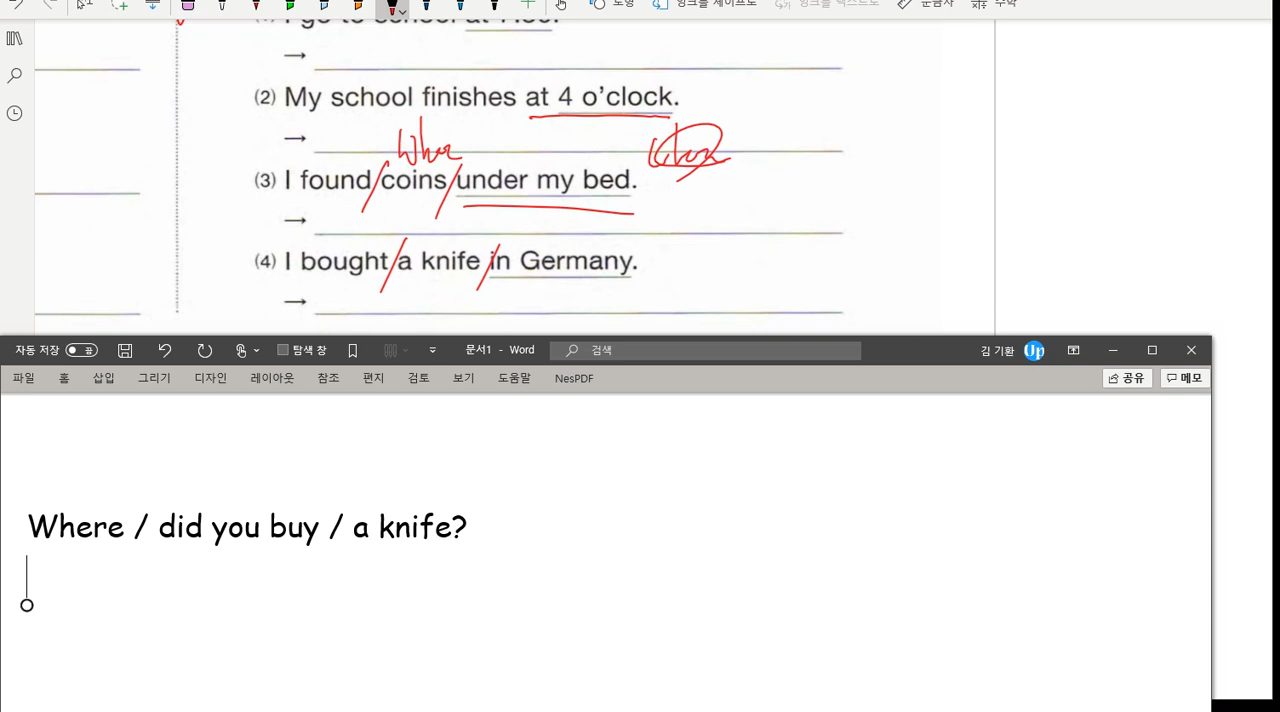 도형
(2) My school finishes at 4 o'clock.
→
(3) I found/coins/under my bed.
→
(4) I bought/a knife/in Germany.
→
자동 저장
문서1 - Word
검색
김 기환
Up
탐색 창
파일 홈 삽입 그리기 디자인 레이아웃 참조 편지 검토 보기 도움말 NesPDF
공유 메모
Where / did you buy / a knife?